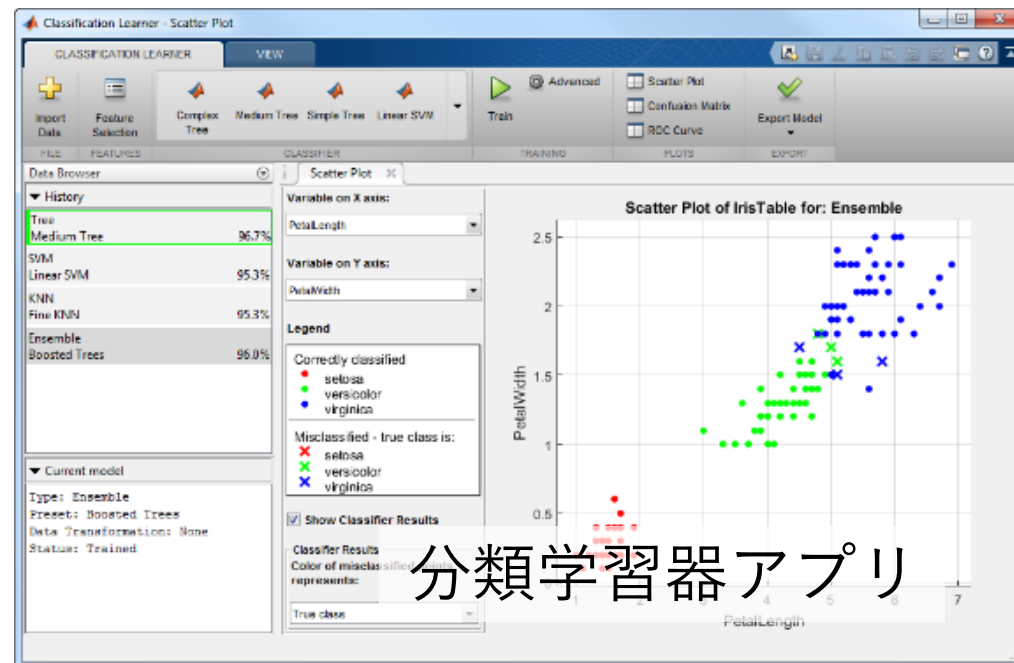 Classification Learner - Scatter Plot
CLASSIFICATION LEARNER VIEW
Import Data
Feature Selection
Complex Tree
Medium Tree Simple Tree Linear SVM
Train
Advanced
Scatter Plot
Confusion Matrix
ROC Curve
Export Model
FILE FEATURES CLASSIFIER TRAINING PLOTS EXPORT
Data Browser
History
Tree
Medium Tree 96.7%
SVM
Linear SVM 95.3%
KNN
Fine KNN 95.3%
Ensemble
Boosted Trees 96.0%
Current model
Type: Ensemble
Preset: Boosted Trees
Data Transformation: None
Status: Trained
Scatter Plot
Variable on X axis:
PetalLength
Variable on Y axis:
PetalWidth
Legend
Correctly classified
setosa
versicolor
virginica
Misclassified - true class is:
setosa
versicolor
virginica
Show Classifier Results
Classifier Results
Color of misclassified points
represents:
True class
Scatter Plot of IrisTable for: Ensemble
2.5
2
1.5
1
0.5
0
PetalWidth
1 2 3 4 5 6 7
PetalLength
分類学習器アプリ